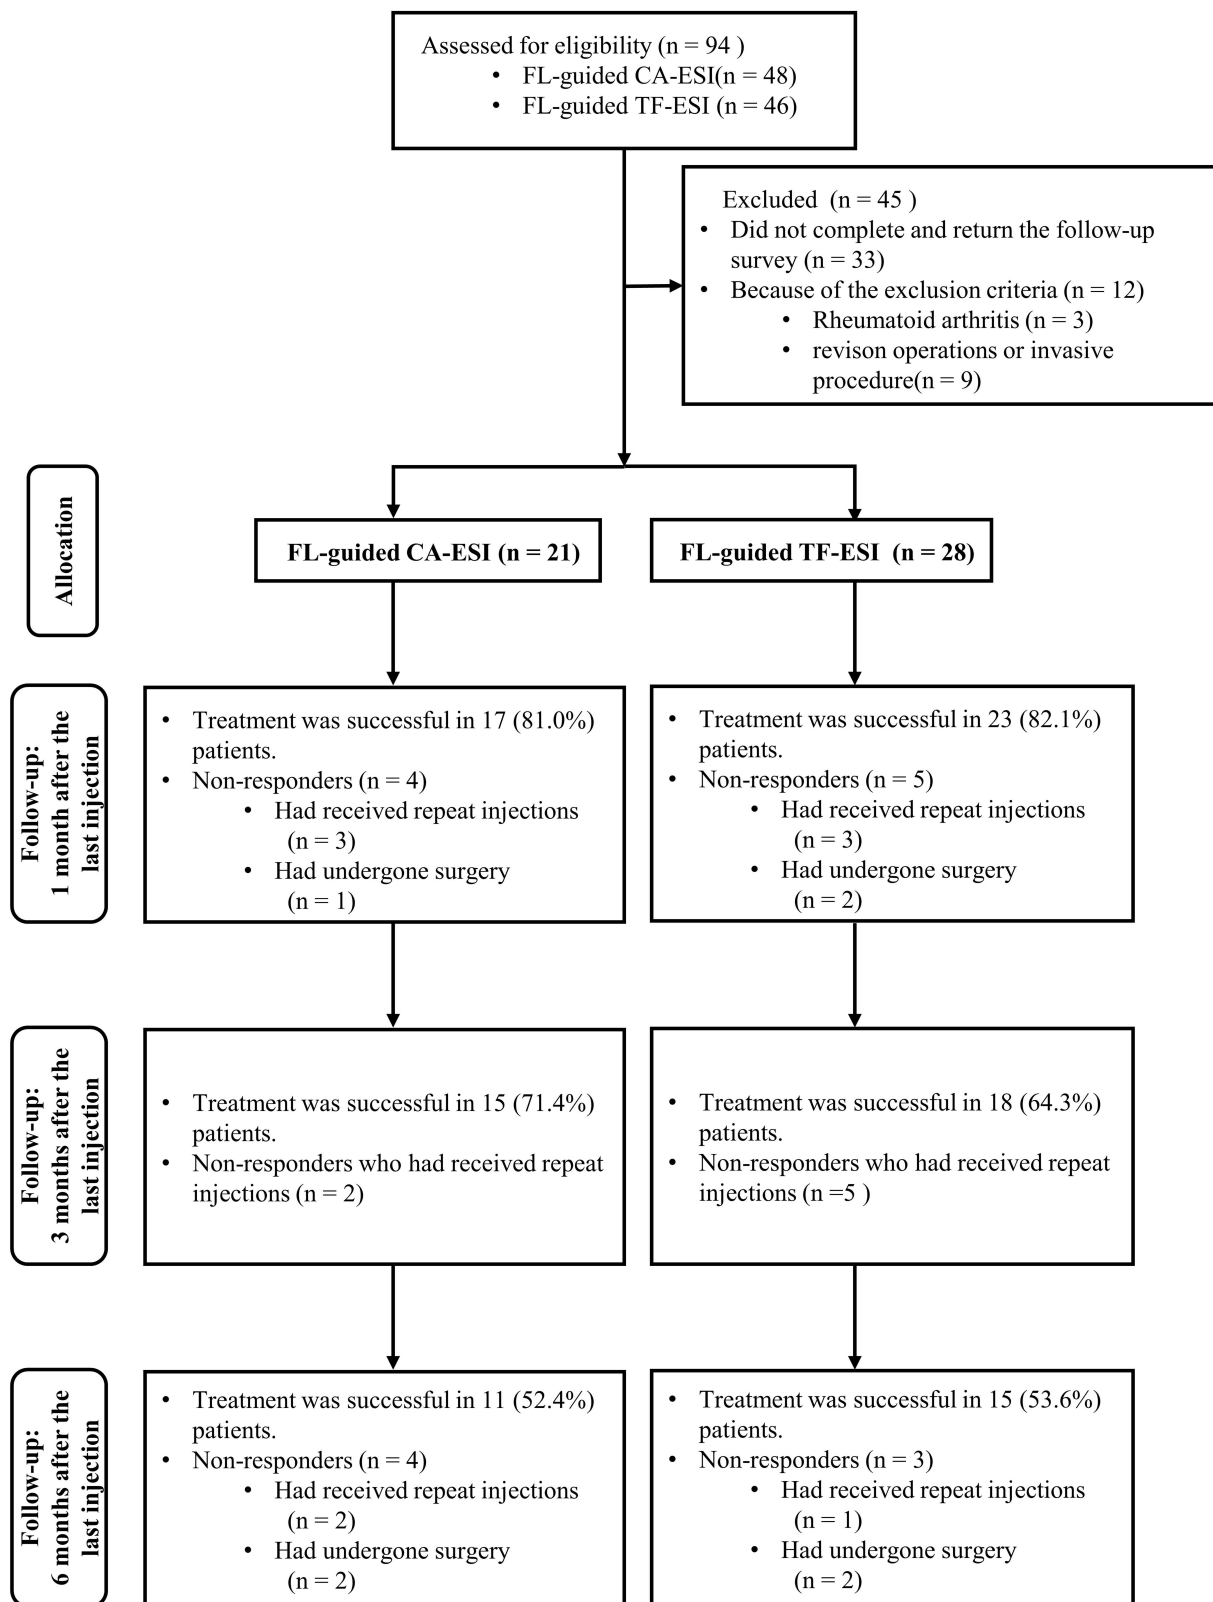 Assessed for eligibility (n = 94 )
• FL-guided CA-ESI(n = 48)
• FL-guided TF-ESI (n = 46)
Excluded (n = 45 )
• Did not complete and return the follow-up
survey (n = 33)
• Because of the exclusion criteria (n = 12)
• Rheumatoid arthritis (n = 3)
• revison operations or invasive
procedure(n = 9)
Allocation
FL-guided CA-ESI (n = 21)
FL-guided TF-ESI (n = 28)
Follow-up:
1 month after the
last injection
• Treatment was successful in 17 (81.0%)
patients.
• Non-responders (n = 4)
• Had received repeat injections
(n = 3)
• Had undergone surgery
(n = 1)
• Treatment was successful in 23 (82.1%)
patients.
• Non-responders (n = 5)
• Had received repeat injections
(n = 3)
• Had undergone surgery
(n = 2)
Follow-up:
3 months after the
last injection
• Treatment was successful in 15 (71.4%)
patients.
• Non-responders who had received repeat
injections (n = 2)
• Treatment was successful in 18 (64.3%)
patients.
• Non-responders who had received repeat
injections (n =5 )
Follow-up:
6 months after the
last injection
• Treatment was successful in 11 (52.4%)
patients.
• Non-responders (n = 4)
• Had received repeat injections
(n = 2)
• Had undergone surgery
(n = 2)
• Treatment was successful in 15 (53.6%)
patients.
• Non-responders (n = 3)
• Had received repeat injections
(n = 1)
• Had undergone surgery
(n = 2)